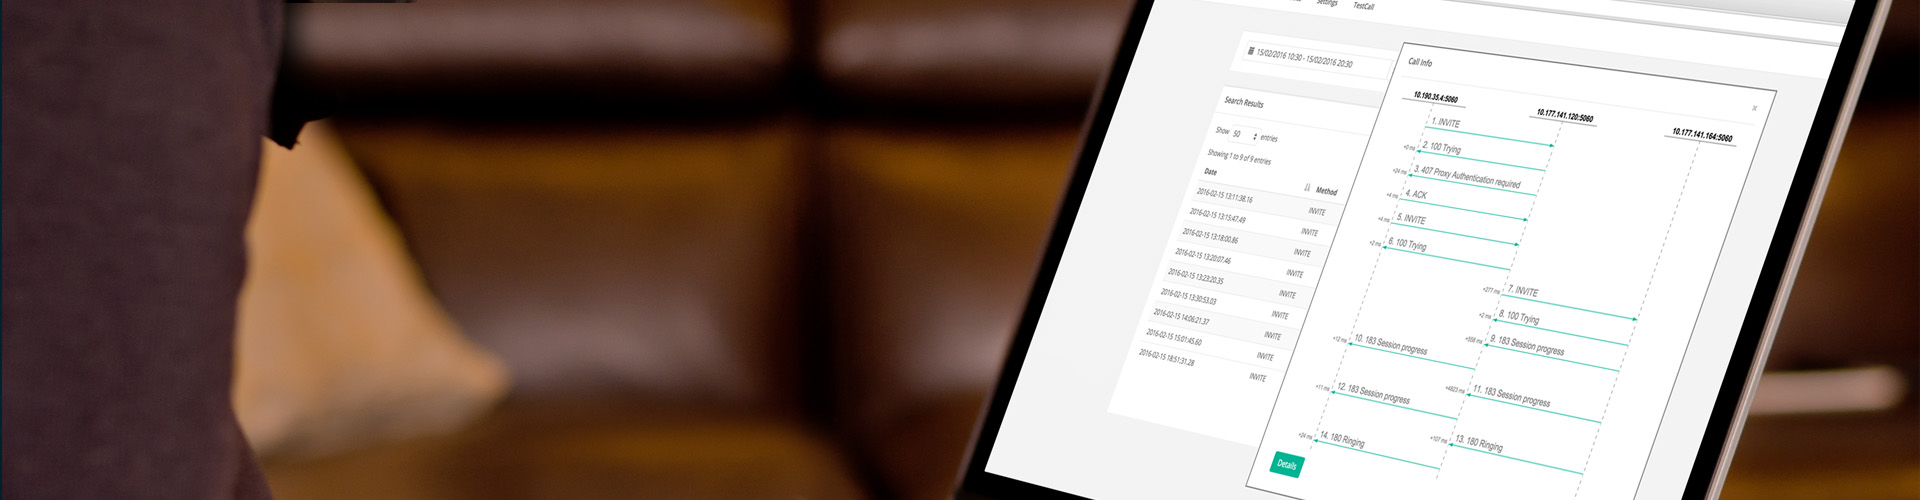 Settings TestCall
15/02/2016 10:30 - 15/02/2016 20:30
Search Results
Show 50 entries
Showing 1 to 9 of 9 entries
Date Method
2016-02-15 13:11:38.16 INVITE
2016-02-15 13:15:47.49 INVITE
2016-02-15 13:18:00.86 INVITE
2016-02-15 13:20:07.46 INVITE
2016-02-15 13:23:20.35 INVITE
2016-02-15 13:30:53.03 INVITE
2016-02-15 14:06:21.37 INVITE
2016-02-15 15:01:45.60 INVITE
2016-02-15 18:51:31.28 INVITE
Call Info
×
10.190.35.4:5060
10.177.141.120:5060
10.177.141.164:5060
1. INVITE
+0 ms 2. 100 Trying
+24 ms 3. 407 Proxy Authentication required
+4 ms 4. ACK
+4 ms 5. INVITE
+2 ms 6. 100 Trying
+277 ms 7. INVITE
+2 ms 8. 100 Trying
9. 183 Session progress
+12 ms 10. 183 Session progress
+4823 ms 11. 183 Session progress
+11 ms 12. 183 Session progress
+107 ms 13. 180 Ringing
+24 ms 14. 180 Ringing
Details